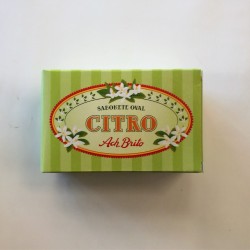 SABONETE OVAL
CITRO
Ach Brito